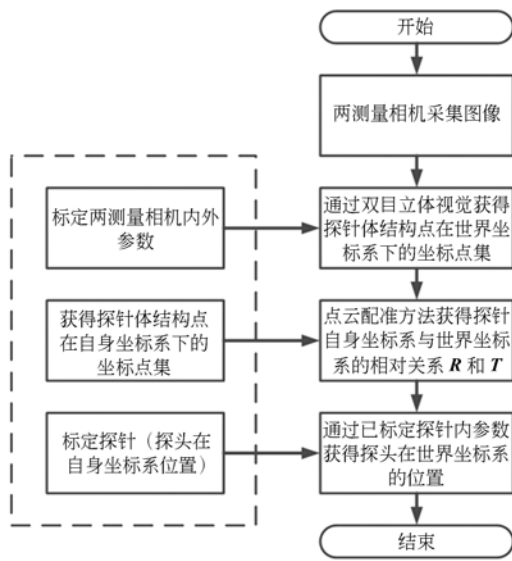 开始
两测量相机采集图像
标定两测量相机内外
参数
通过双目立体视觉获得
探针体结构点在世界坐
标系下的坐标点集
获得探针体结构点
在自身坐标系下的
坐标点集
点云配准方法获得探针
自身坐标系与世界坐标
系的相对关系 R 和 T
标定探针（探头在
自身坐标系位置）
通过已标定探针内参数
获得探头在世界坐标系
的位置
结束